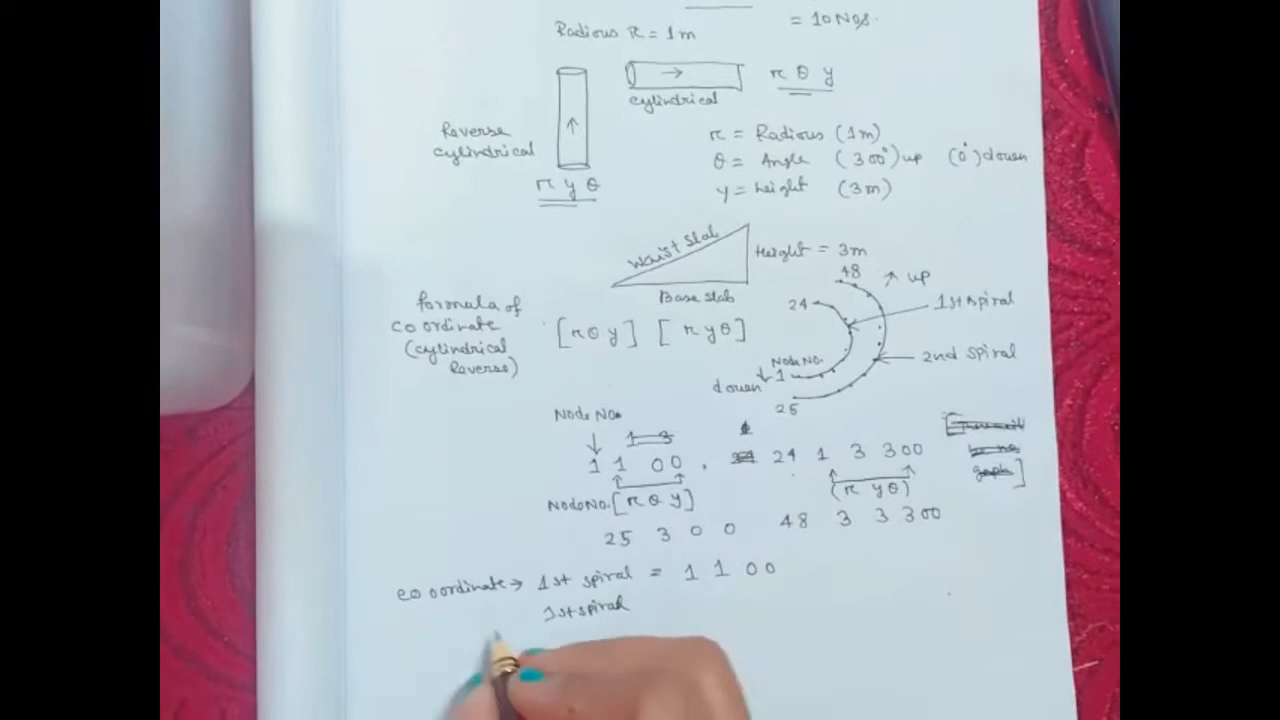 = 10 Nos.
Radious R = 1m
r θ y
cylindrical
Reverse
cylindrical
r y θ
r = Radious (1m)
θ = Angle (300°) up (0°) down
y = height (3m)
Waist slab
Height = 3m
Base slab
48
↑ up
24
1st spiral
formula of
co ordinate
(cylindrical
Reverse)
[r θ y] [r y θ]
Node No.
1
2nd spiral
down
25
Node No.
1 1 0 0 , 24 1 3 300
Node No. [r θ y] (r y θ)
25 3 0 0 48 3 3 300
co ordinate → 1st spiral = 1 1 0 0
1st spiral